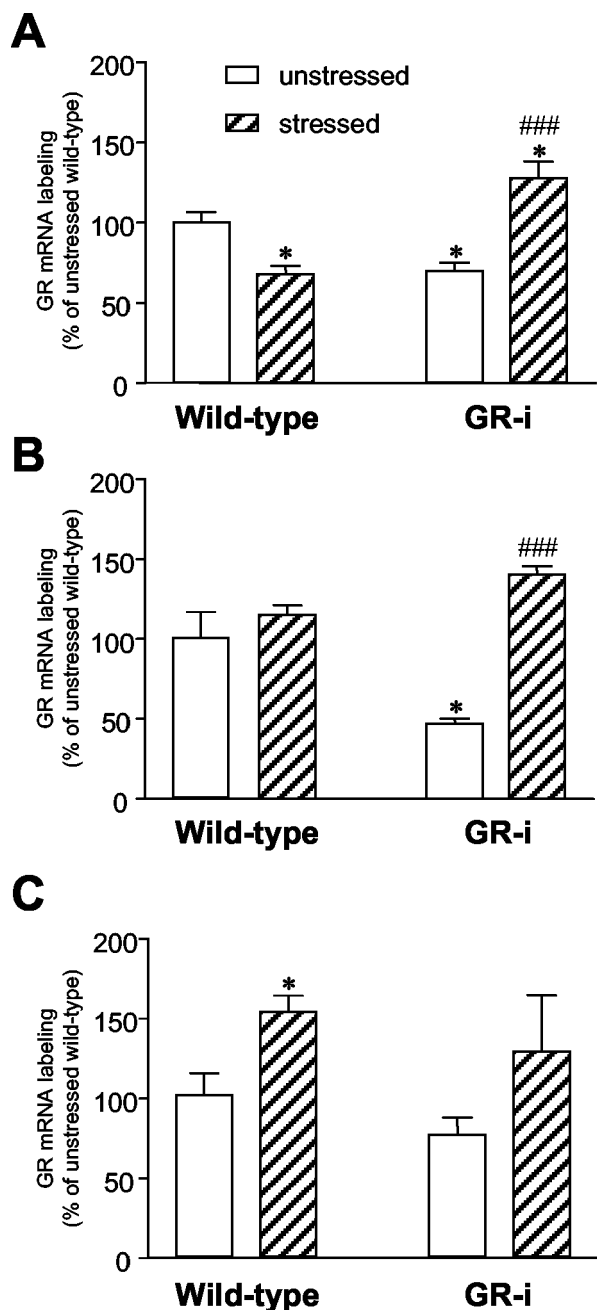 A
GR mRNA labeling
(% of unstressed wild-type)
200
150
100
50
0
unstressed
stressed
*
*
###
*
Wild-type GR-i
B
GR mRNA labeling
(% of unstressed wild-type)
200
150
100
50
0
*
###
Wild-type GR-i
C
GR mRNA labeling
(% of unstressed wild-type)
200
150
100
50
0
*
Wild-type GR-i